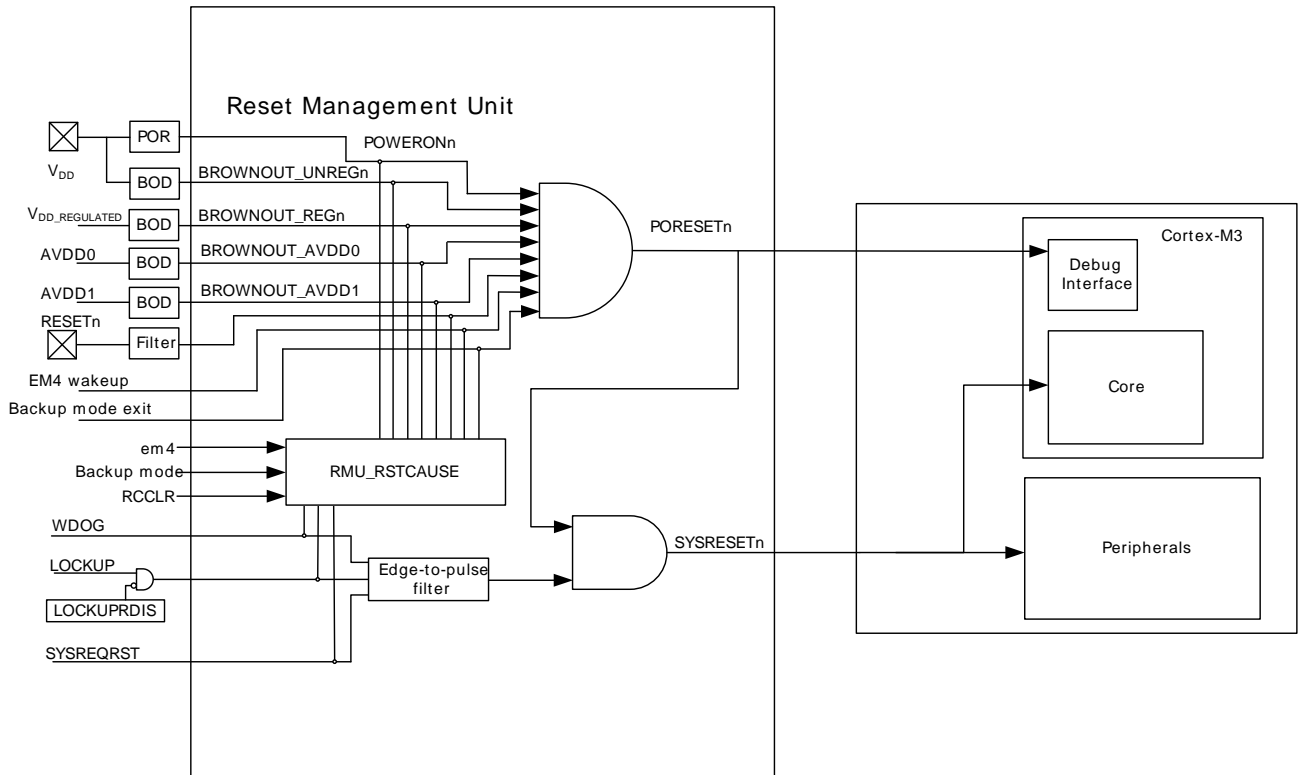 Reset Management Unit
POR
POWERONn
VDD
BOD
BROWNOUT_UNREGn
VDD_REGULATED
BOD
BROWNOUT_REGn
AVDD0
BOD
BROWNOUT_AVDD0
AVDD1
BOD
BROWNOUT_AVDD1
RESETn
Filter
EM4 wakeup
Backup mode exit
PORESETn
Cortex-M3
Debug
Interface
Core
em4
Backup mode
RCCLR
RMU_RSTCAUSE
WDOG
LOCKUP
LOCKUPRDIS
SYSREQRST
Edge-to-pulse
filter
SYSRESETn
Peripherals